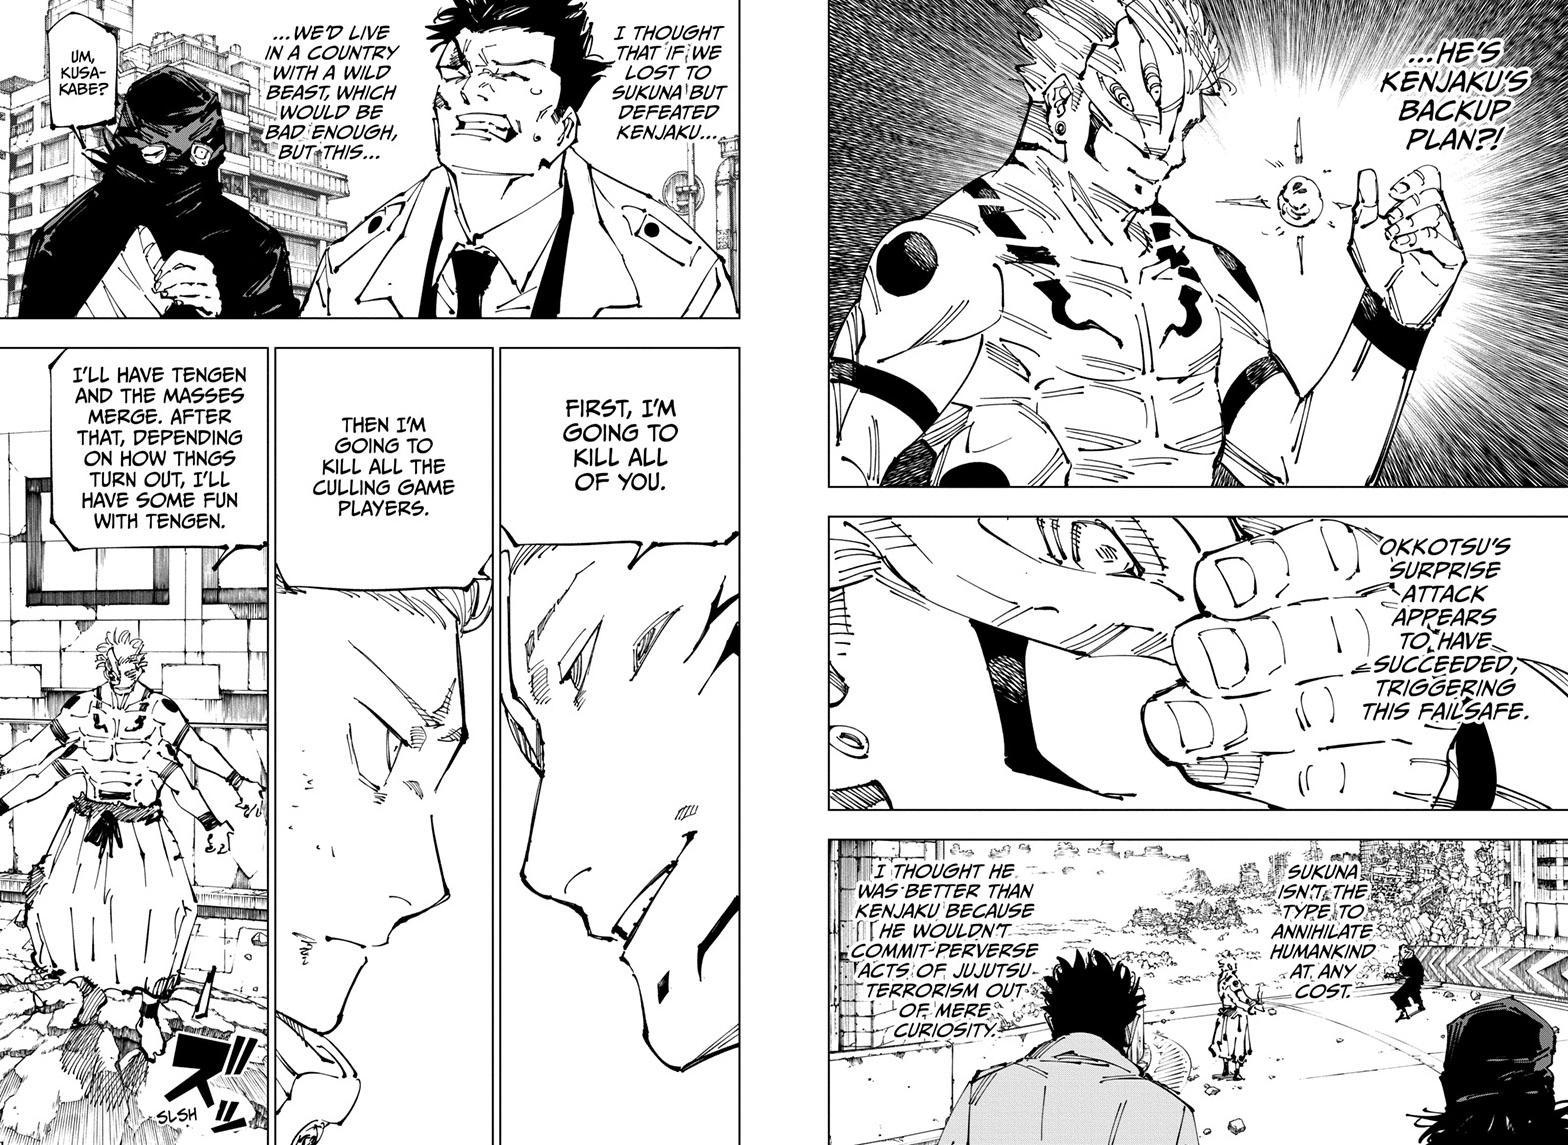 ...HE'S
KENJAKU'S
BACKUP
PLAN?!
OKKOTSU'S
SURPRISE
ATTACK
APPEARS
TO HAVE
SUCCEEDED,
TRIGGERING
THIS FAILSAFE.
SUKUNA
ISN'T THE
TYPE TO
ANNIHILATE
HUMANKIND
AT ANY
COST.
I THOUGHT HE
WAS BETTER THAN
KENJAKU BECAUSE
HE WOULDN'T
COMMIT PERVERSE
ACTS OF JUJUTSU
TERRORISM OUT
OF MERE
CURIOSITY.
I THOUGHT
THAT IF WE
LOST TO
SUKUNA BUT
DEFEATED
KENJAKU...
...WE'D LIVE
IN A COUNTRY
WITH A WILD
BEAST, WHICH
WOULD BE
BAD ENOUGH,
BUT THIS...
UM,
KUSA-
KABE?
FIRST, I'M
GOING TO
KILL ALL
OF YOU.
THEN I'M
GOING TO
KILL ALL THE
CULLING GAME
PLAYERS.
I'LL HAVE TENGEN
AND THE MASSES
MERGE. AFTER
THAT, DEPENDING
ON HOW THNGS
TURN OUT, I'LL
HAVE SOME FUN
WITH TENGEN.
ズズ
SLSH